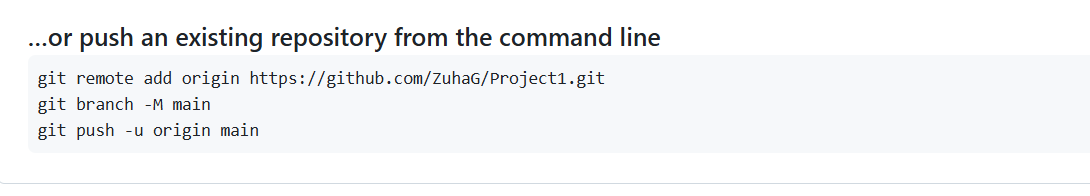 ...or push an existing repository from the command line
git remote add origin https://github.com/ZuhaG/Project1.git
git branch -M main
git push -u origin main